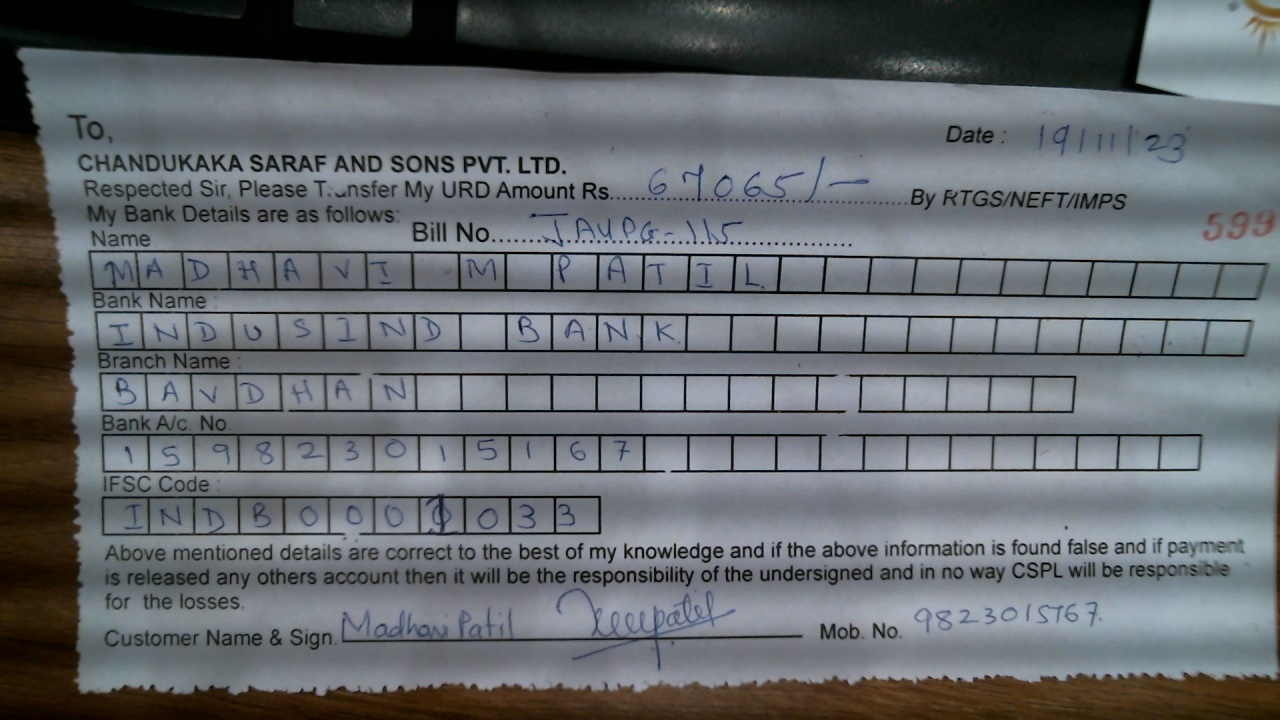 To,
Date : 19/11/23
CHANDUKAKA SARAF AND SONS PVT. LTD.
Respected Sir, Please Transfer My URD Amount Rs. 67065/- By RTGS/NEFT/IMPS
My Bank Details are as follows:
Bill No. JAUPG-115
599
Name
MADHAVI M PATIL
Bank Name :
INDUSIND BANK
Branch Name :
BAVDHAN
Bank A/c. No.
159823015167
IFSC Code :
INDB0001033
Above mentioned details are correct to the best of my knowledge and if the above information is found false and if payment
is released any others account then it will be the responsibility of the undersigned and in no way CSPL will be responsible
for the losses.
Customer Name & Sign. Madhavi Patil
Mob. No. 9823015167.